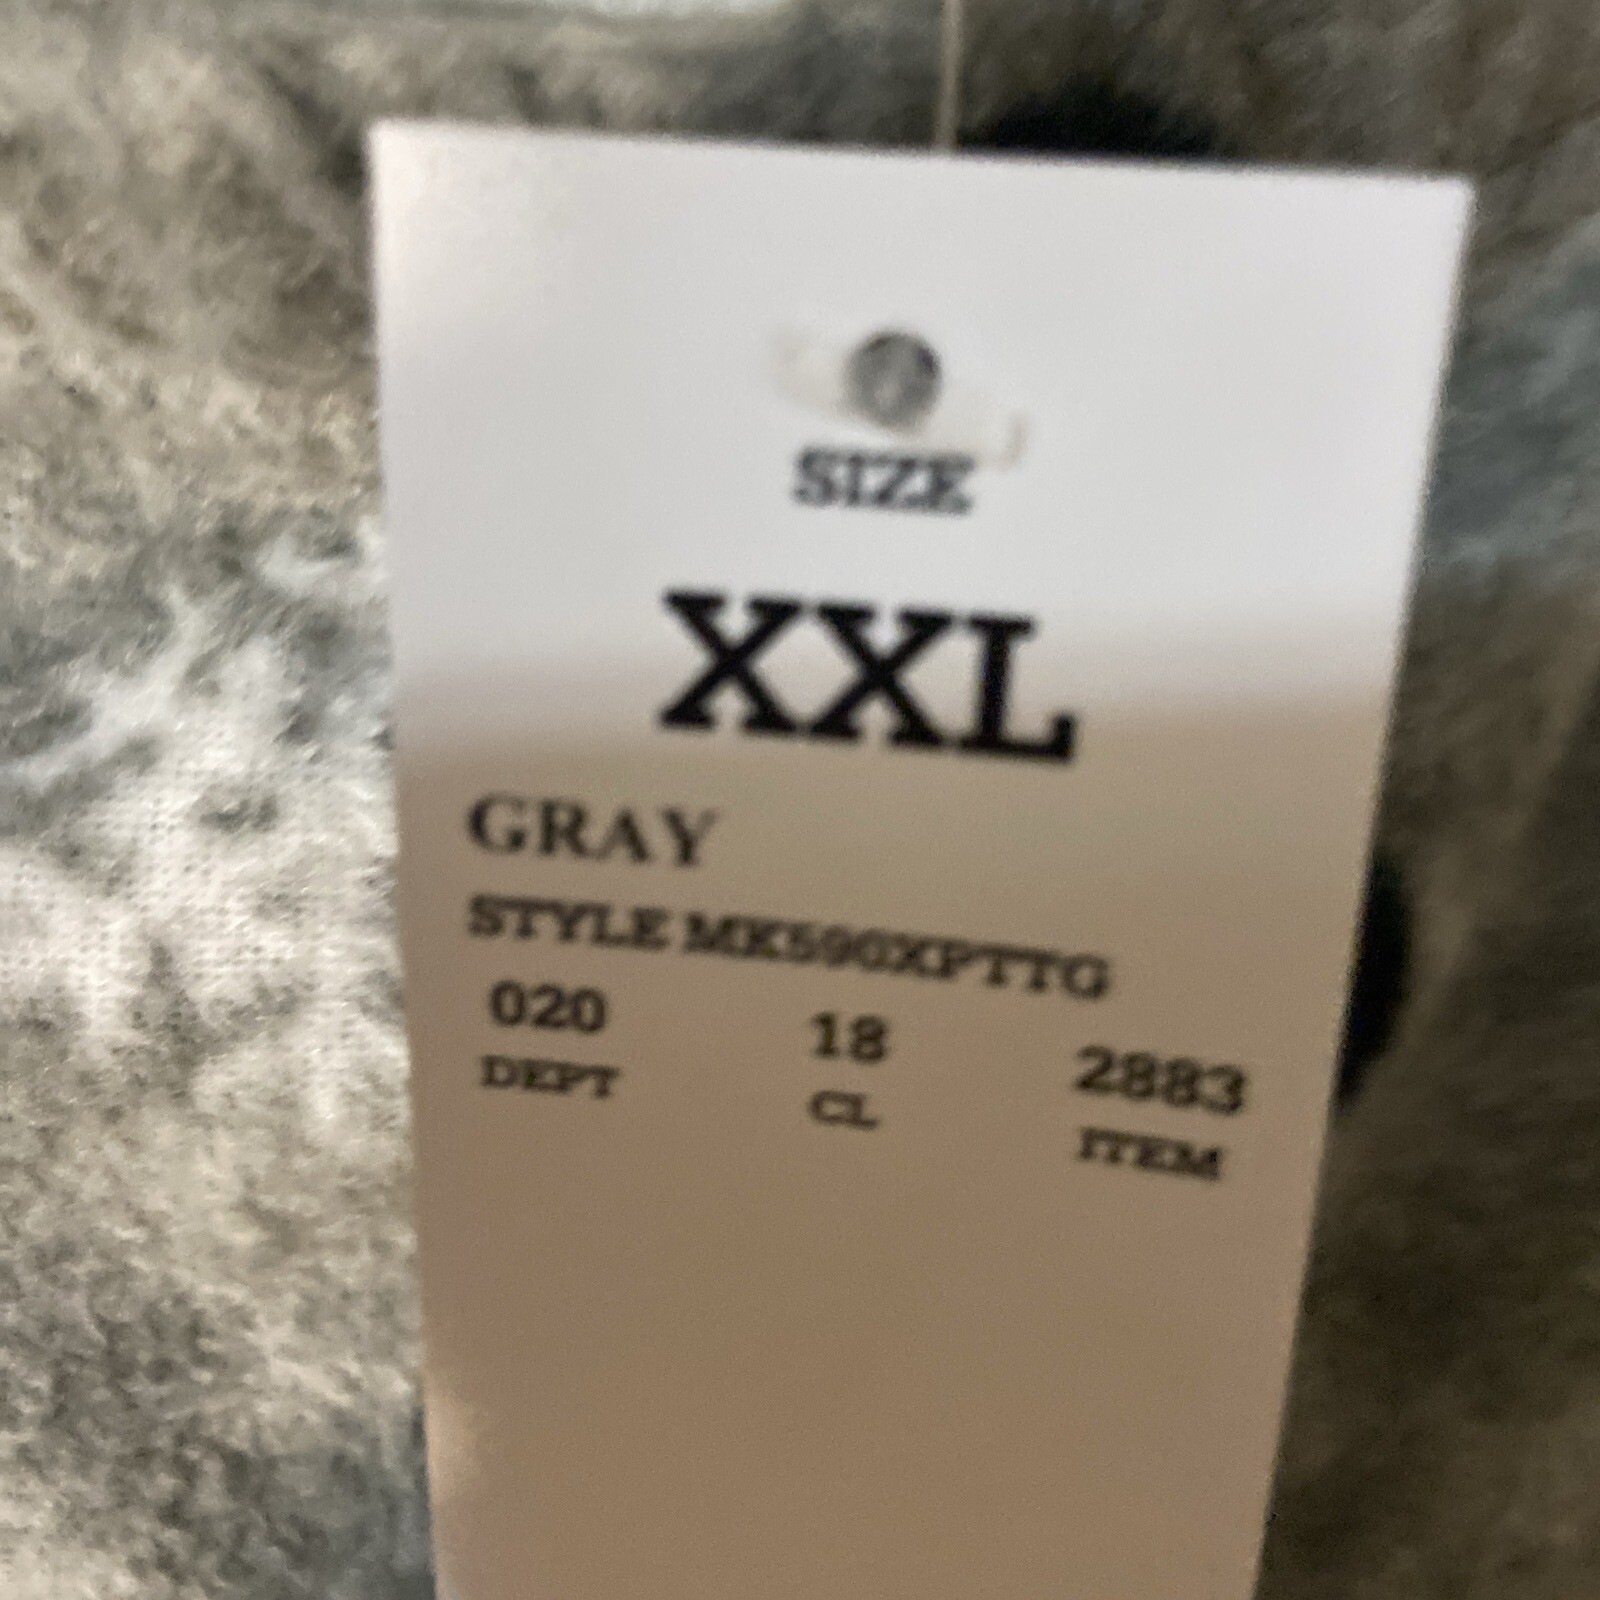 SIZE
XXL
GRAY
STYLE MK590XPTTG
020 18 2883
DEPT CL ITEM